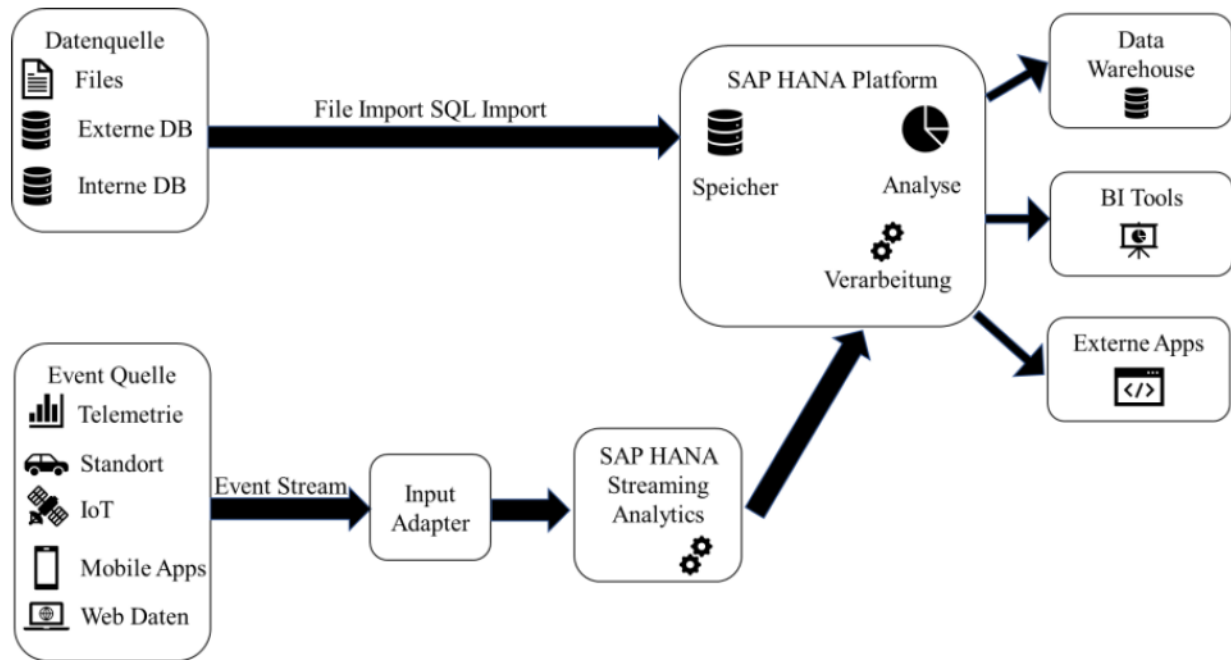 Datenquelle
Files
Externe DB
Interne DB
File Import SQL Import
SAP HANA Platform
Speicher
Analyse
Verarbeitung
Data
Warehouse
BI Tools
Externe Apps
</>
Event Quelle
Telemetrie
Standort
IoT
Mobile Apps
Web Daten
Event Stream
Input
Adapter
SAP HANA
Streaming
Analytics